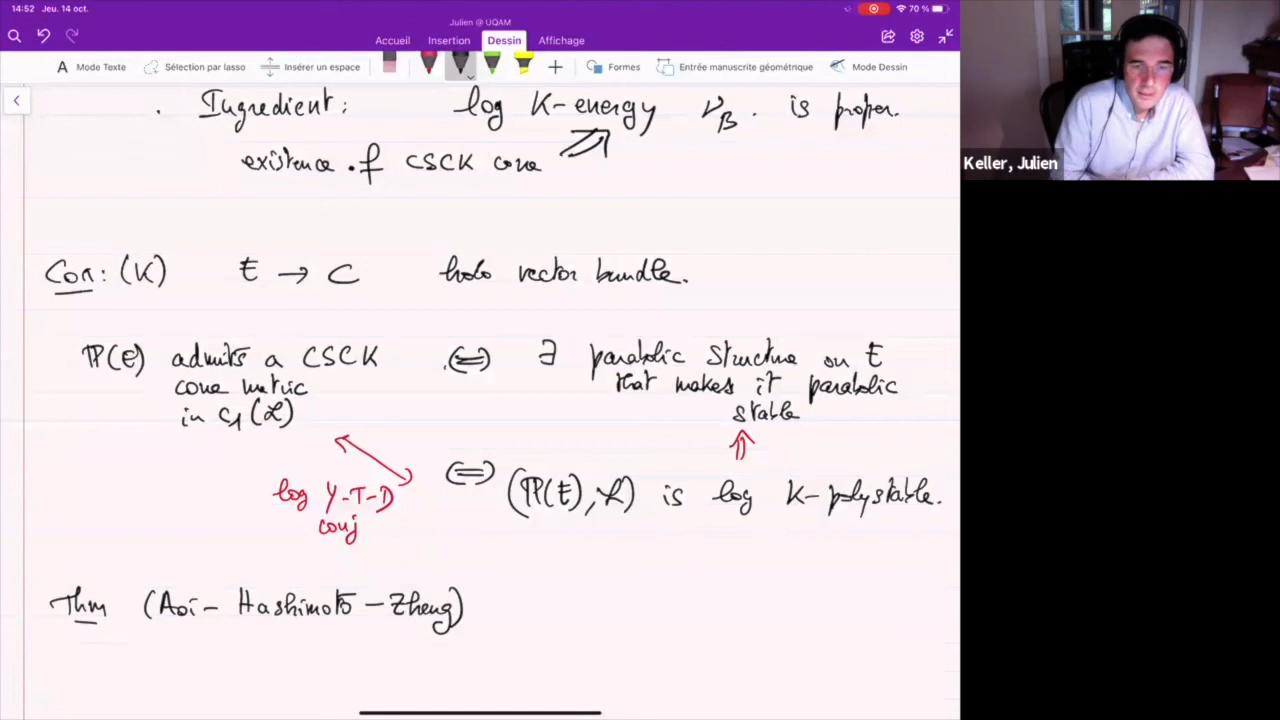 14:52 Jeu. 14 oct.
70 %
Julien @ UQAM
Accueil Insertion Dessin Affichage
Mode Texte Sélection par lasso Insérer un espace Formes Entrée manuscrite géométrique Mode Dessin
. Ingredient: log K-energy ν_B . is proper.
existence of CSCK cone ⇗
Cor: (K) E → C holo vector bundle.
ℙ(E) admits a CSCK ⟺ ∃ parabolic structure on E
cone metric that makes it parabolic
in c₁(ℒ) stable
⇑
log Y-T-D ⟺ (ℙ(E), ℒ) is log K-polystable.
conj
Thm (Aoi - Hashimoto - Zheng)
Keller, Julien